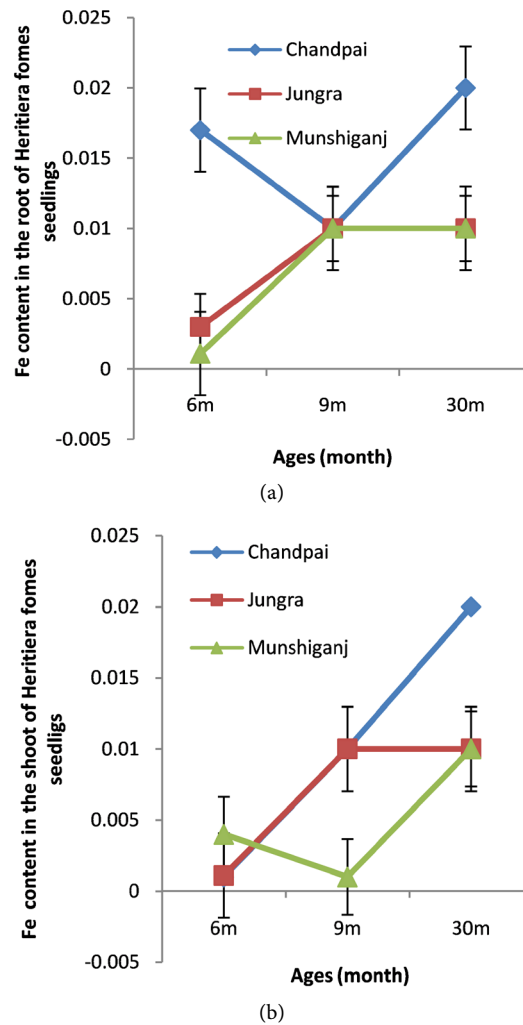 Fe content in the root of Heritiera fomes
seedlings
0.025
0.02
0.015
0.01
0.005
0
-0.005
Chandpai
Jungra
Munshiganj
6m
9m
30m
Ages (month)
(a)
Fe content in the shoot of Heritiera fomes
seedligs
0.025
0.02
0.015
0.01
0.005
0
-0.005
Chandpai
Jungra
Munshiganj
6m
9m
30m
Ages (month)
(b)